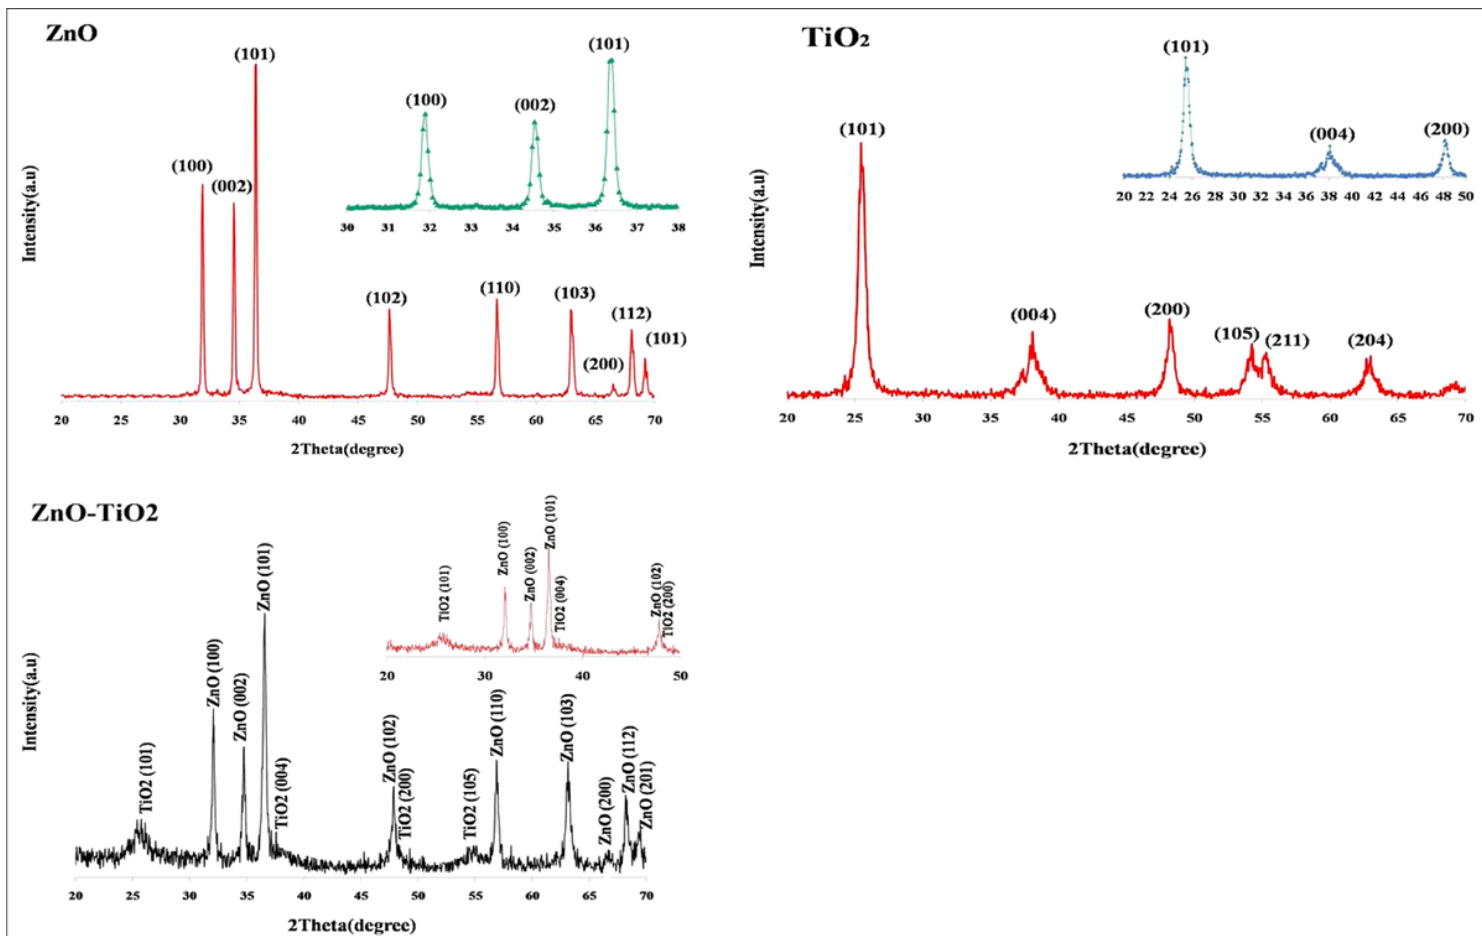 ZnO
(101)
(100)
(002)
(102)
(110)
(103)
(200)
(112)
(101)
Intensity(a.u)
20 25 30 35 40 45 50 55 60 65 70
2Theta(degree)
(100)
(002)
(101)
30 31 32 33 34 35 36 37 38
TiO₂
(101)
(004)
(200)
(105)
(211)
(204)
Intensity(a.u)
20 25 30 35 40 45 50 55 60 65 70
2Theta(degree)
(101)
(004)
(200)
20 22 24 26 28 30 32 34 36 38 40 42 44 46 48 50
ZnO-TiO2
TiO2 (101)
ZnO (100)
ZnO (002)
ZnO (101)
TiO2 (004)
ZnO (102)
TiO2 (200)
TiO2 (105)
ZnO (110)
ZnO (103)
ZnO (200)
ZnO (112)
ZnO (201)
Intensity(a.u)
20 25 30 35 40 45 50 55 60 65 70
2Theta(degree)
TiO2 (101)
ZnO (100)
ZnO (002)
ZnO (101)
TiO2 (004)
ZnO (102)
TiO2 (200)
20 30 40 50